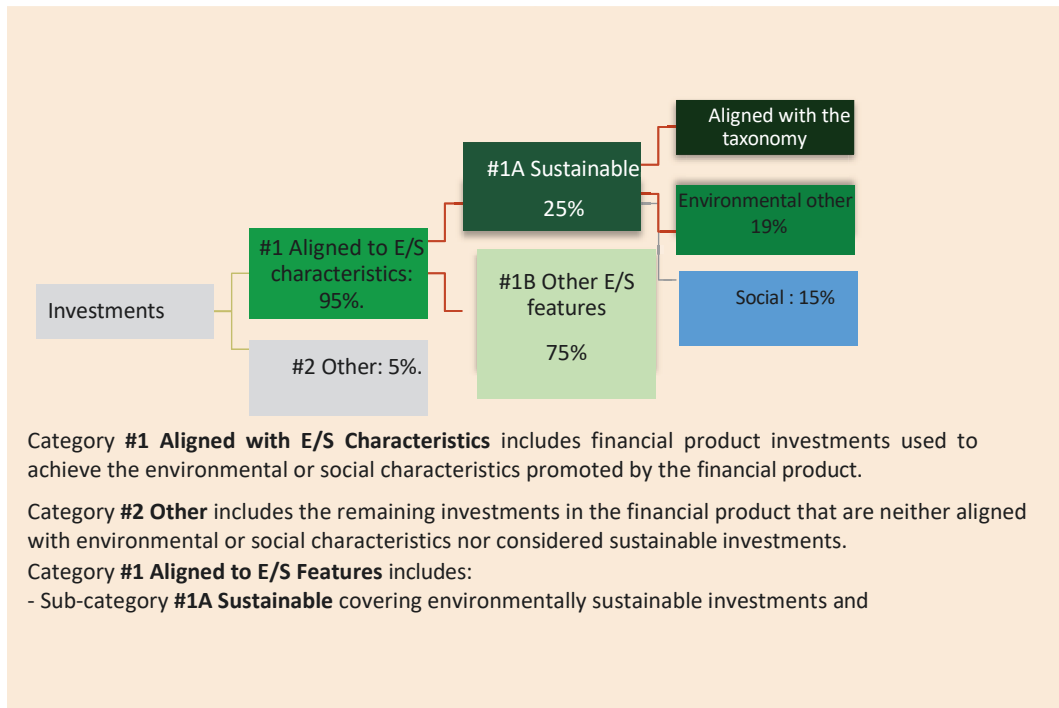 Aligned with the
taxonomy
#1A Sustainable
25%
Environmental other
19%
#1 Aligned to E/S
characteristics:
95%.
#1B Other E/S
features
75%
Social : 15%
Investments
#2 Other: 5%.
Category #1 Aligned with E/S Characteristics includes financial product investments used to
achieve the environmental or social characteristics promoted by the financial product.
Category #2 Other includes the remaining investments in the financial product that are neither aligned
with environmental or social characteristics nor considered sustainable investments.
Category #1 Aligned to E/S Features includes:
- Sub-category #1A Sustainable covering environmentally sustainable investments and